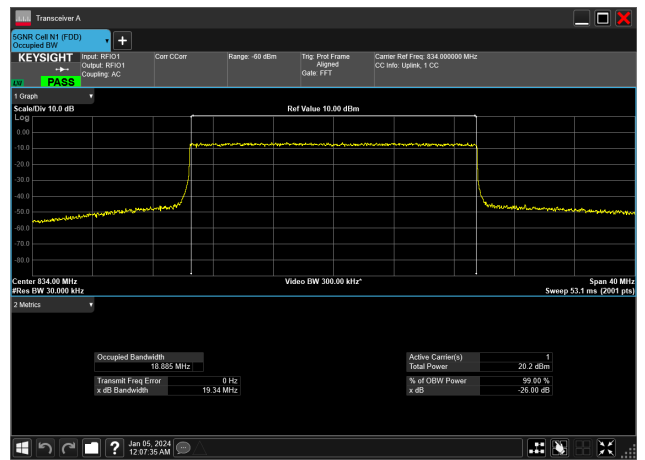 Transceiver A
5GNR Cell N1 (FDD)
Occupied BW
KEYSIGHT
LXI
PASS
Input: RFIO1
Output: RFIO1
Coupling: AC
Corr CCorr
Range: -60 dBm
Trig: Prot Frame
Aligned
Gate: FFT
Carrier Ref Freq: 834.000000 MHz
CC Info: Uplink, 1 CC
1 Graph
Scale/Div 10.0 dB
Ref Value 10.00 dBm
Log
0.00
-10.0
-20.0
-30.0
-40.0
-50.0
-60.0
-70.0
-80.0
Center 834.00 MHz
Video BW 300.00 kHz*
Span 40 MHz
#Res BW 30.000 kHz
Sweep 53.1 ms (2001 pts)
2 Metrics
Occupied Bandwidth
18.885 MHz
Transmit Freq Error 0 Hz
x dB Bandwidth 19.34 MHz
Active Carrier(s) 1
Total Power 20.2 dBm
% of OBW Power 99.00 %
x dB -26.00 dB
Jan 05, 2024
12:07:35 AM